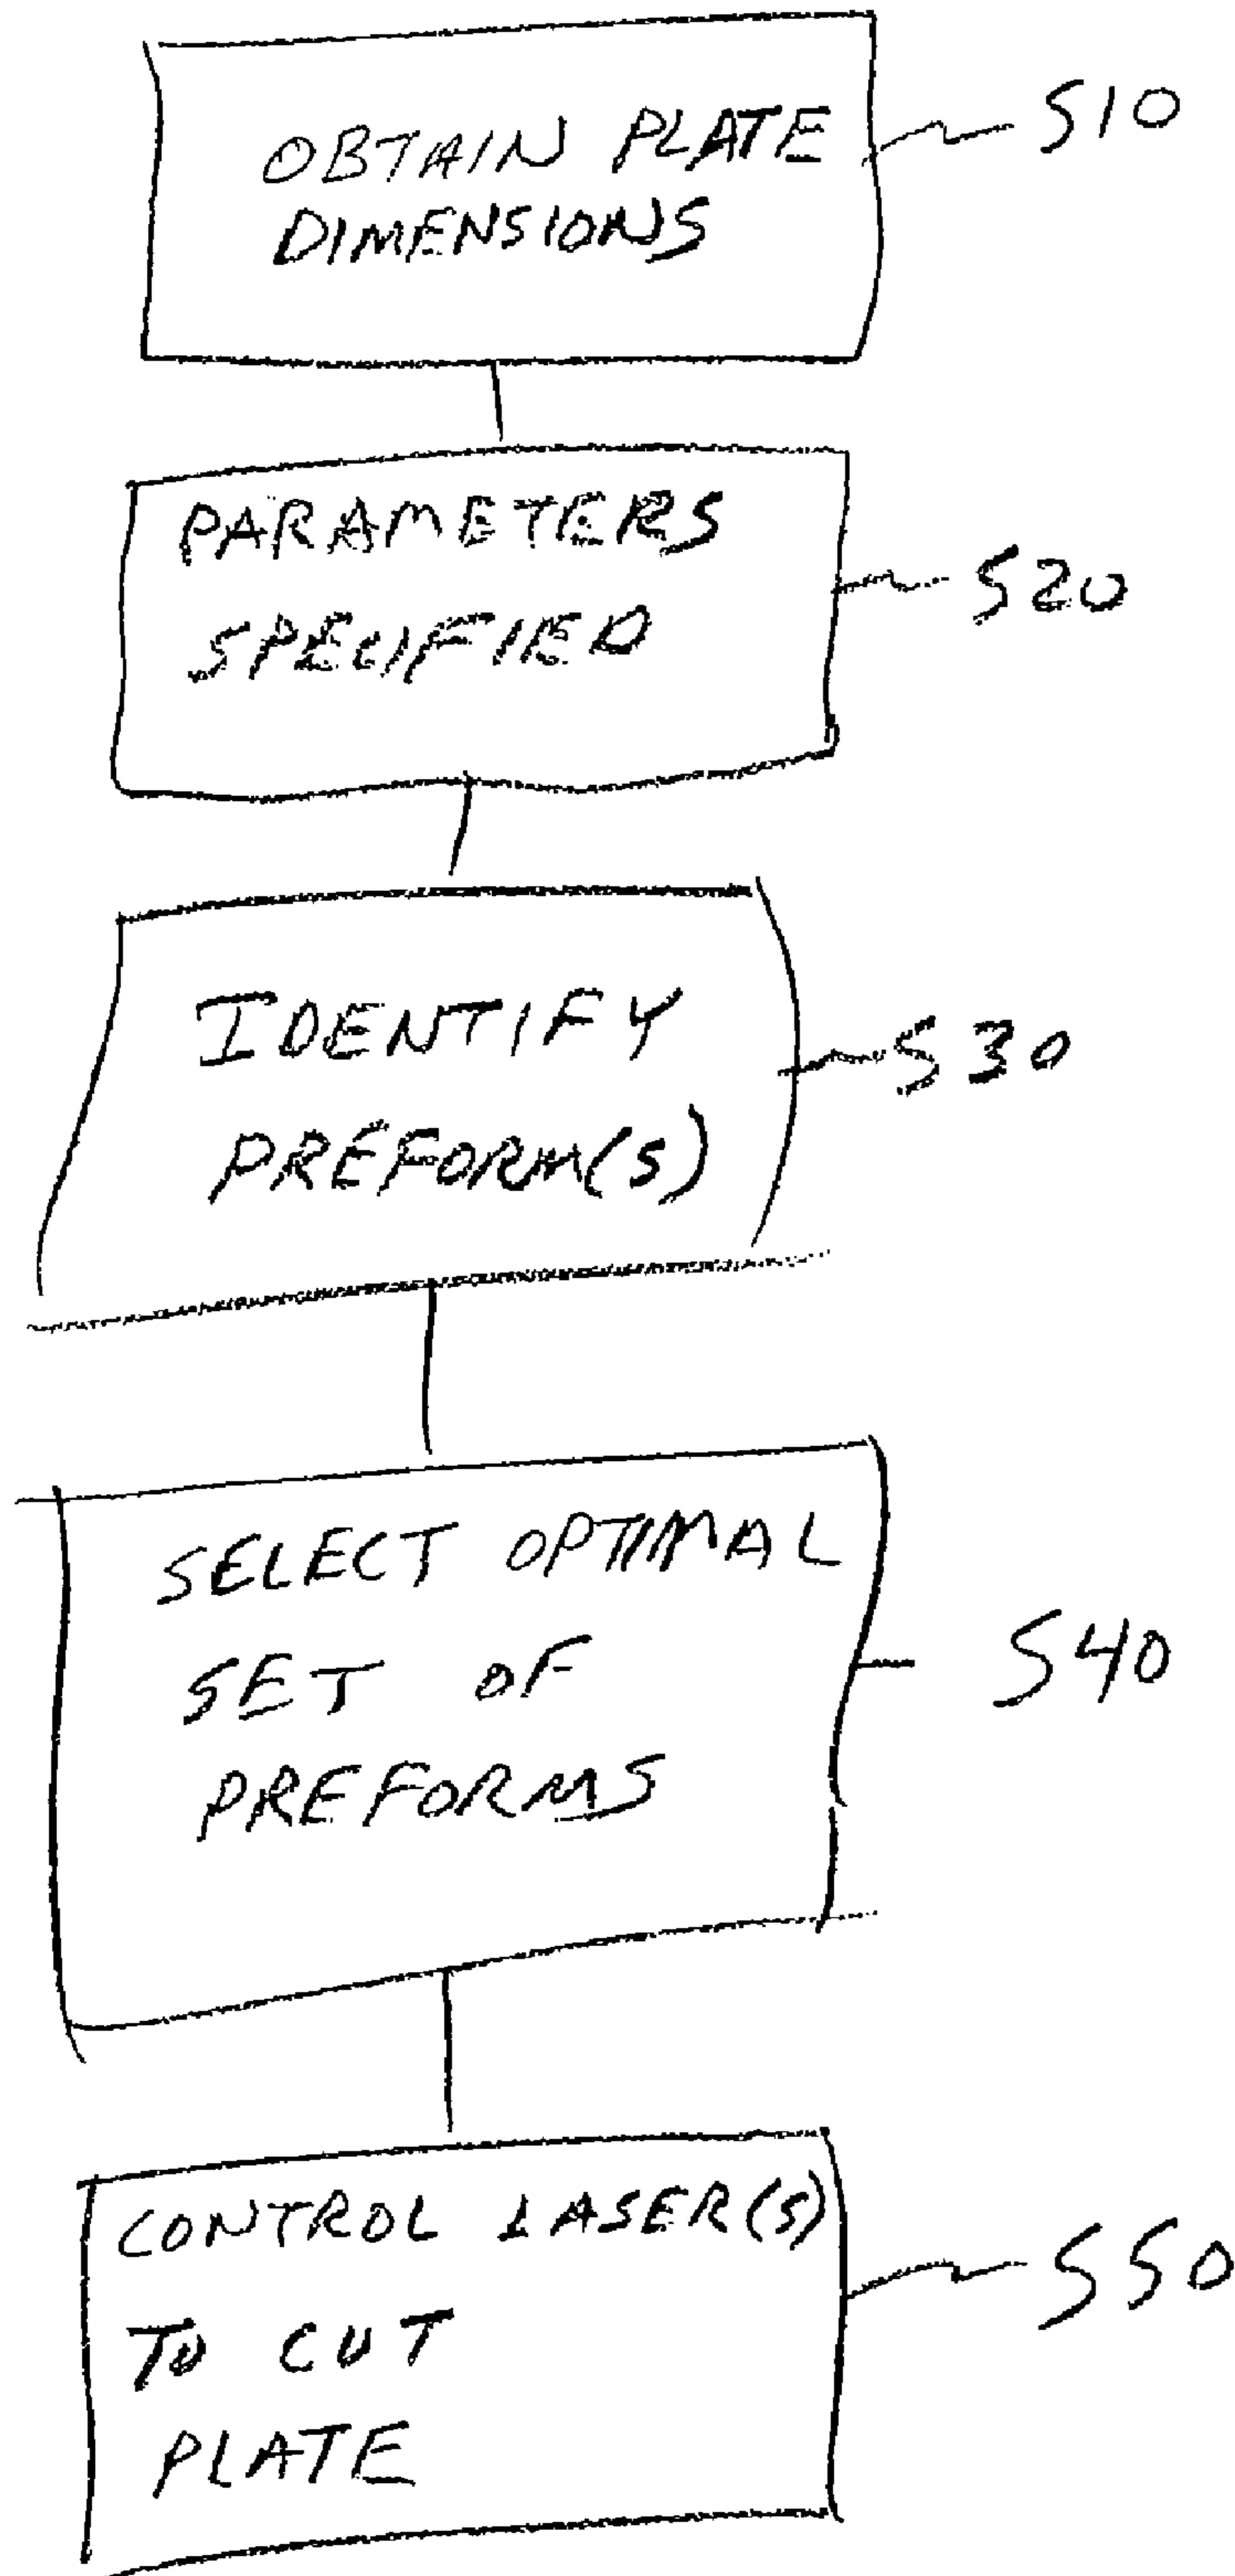 OBTAIN PLATE S10
DIMENSIONS
PARAMETERS
SPECIFIED S20
IDENTIFY S30
PREFORM(S)
SELECT OPTIMAL
SET OF S40
PREFORMS
CONTROL LASER(S)
TO CUT S50
PLATE